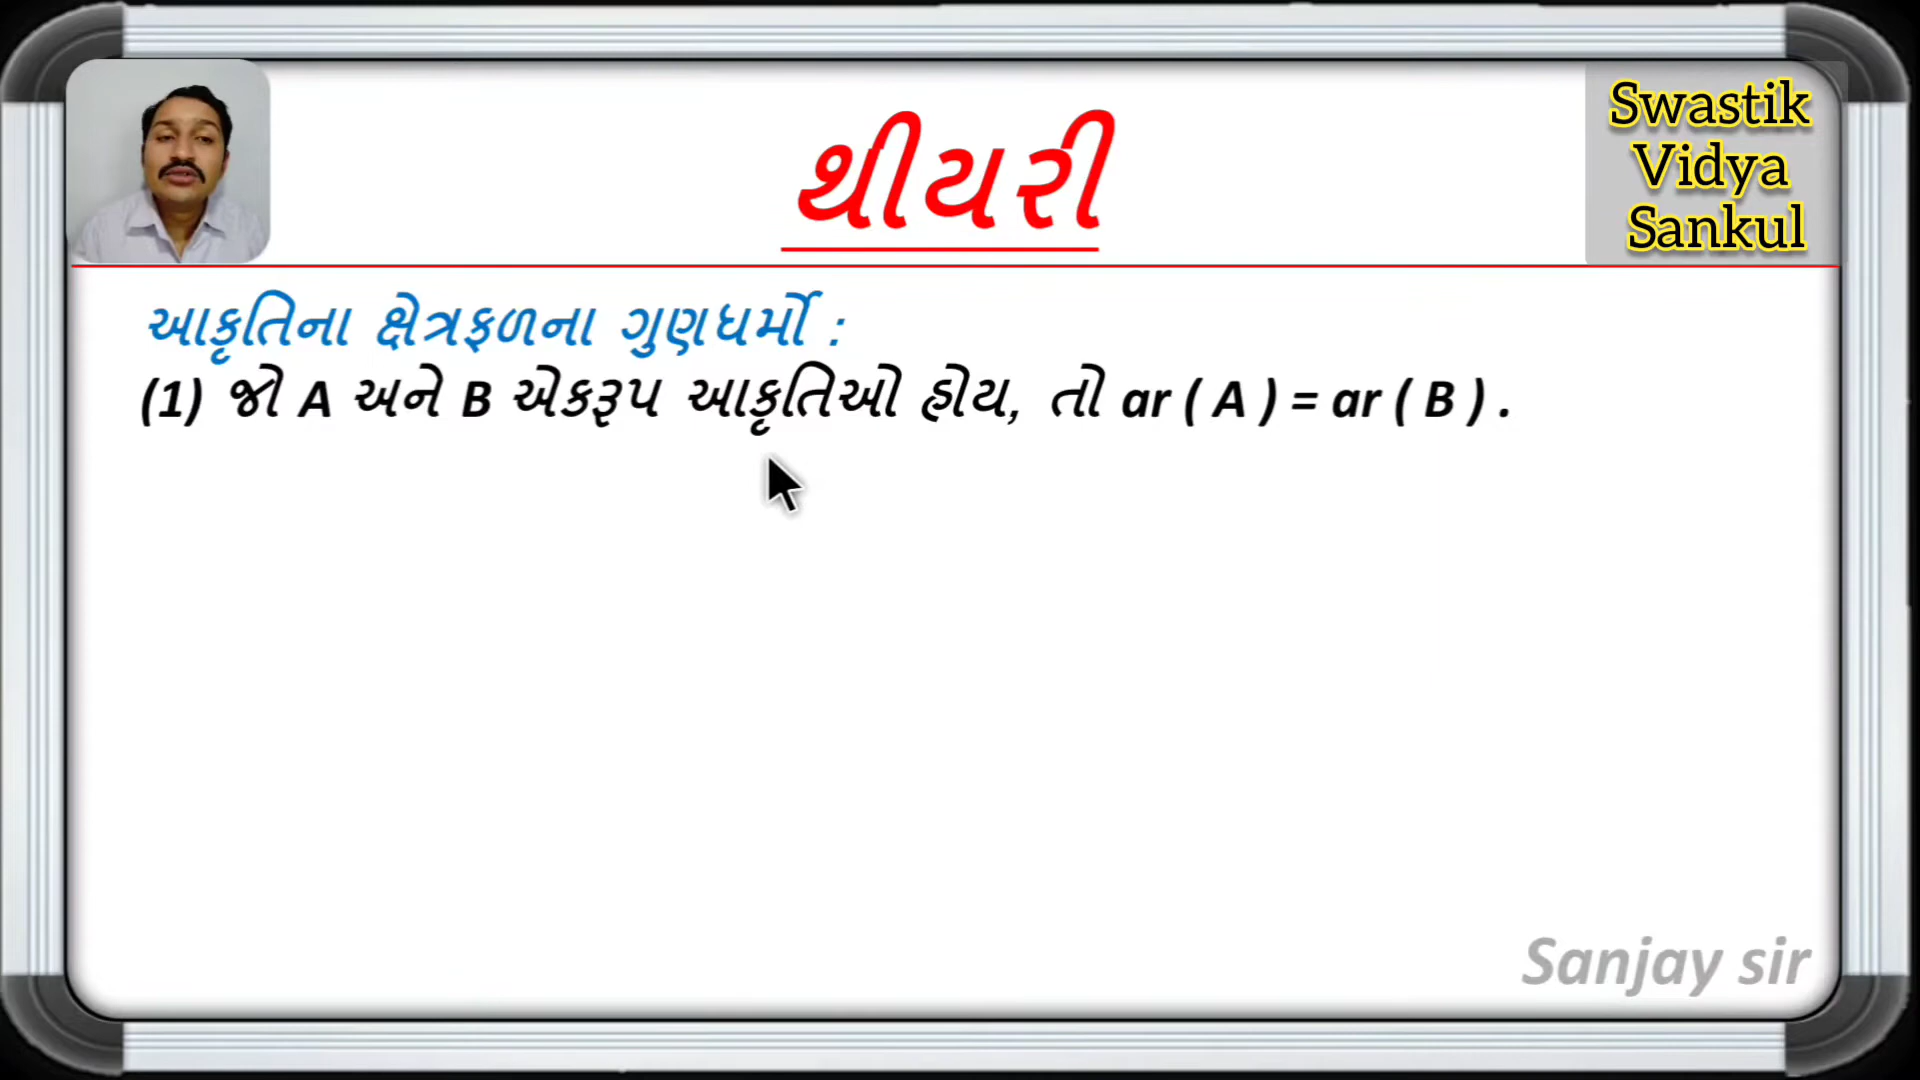 Swastik
Vidya
Sankul
થીયરી
આકૃતિના ક્ષેત્રફળના ગુણધર્મો :
(1) જો A અને B એકરૂપ આકૃતિઓ હોય, તો ar ( A ) = ar ( B ) .
Sanjay sir